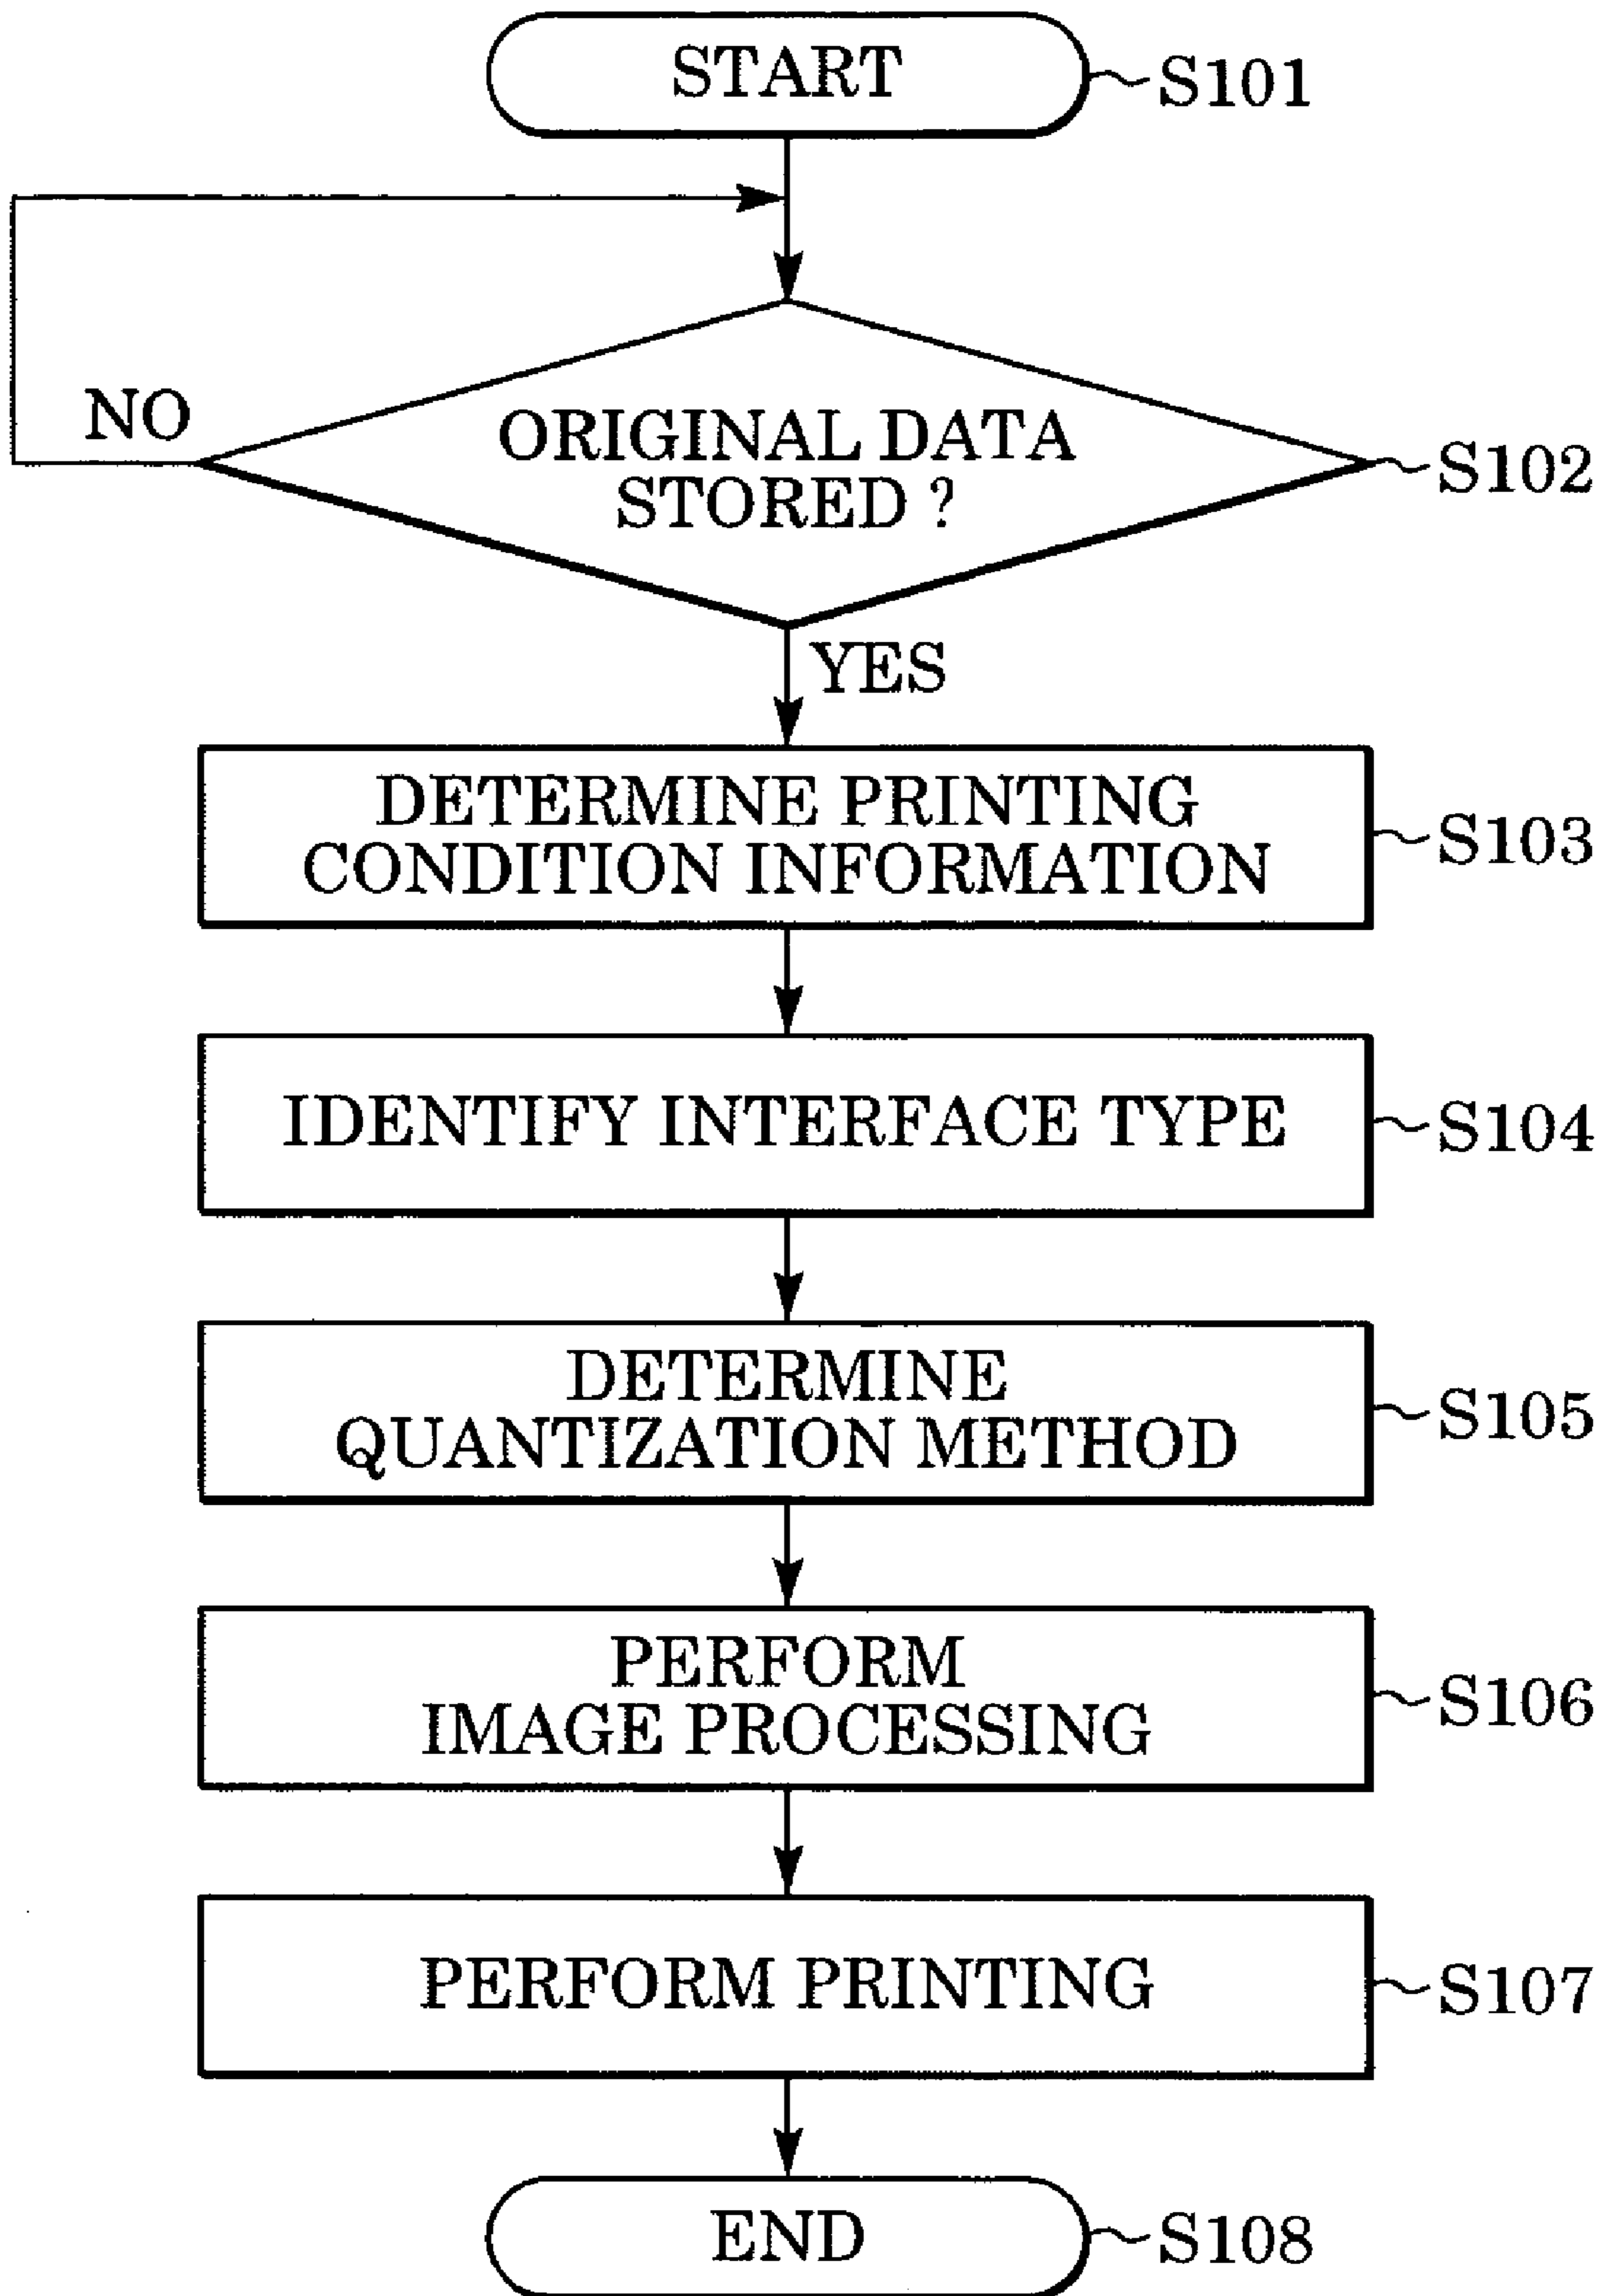 START
S101
NO
ORIGINAL DATA
STORED ?
S102
YES
DETERMINE PRINTING
CONDITION INFORMATION
S103
IDENTIFY INTERFACE TYPE
S104
DETERMINE
QUANTIZATION METHOD
S105
PERFORM
IMAGE PROCESSING
S106
PERFORM PRINTING
S107
END
S108